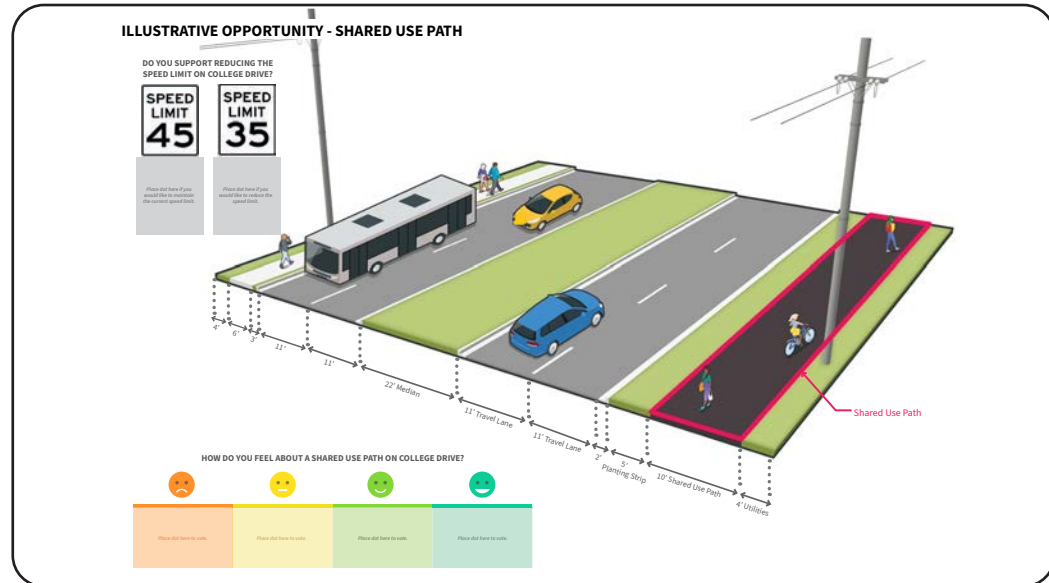 ILLUSTRATIVE OPPORTUNITY - SHARED USE PATH
DO YOU SUPPORT REDUCING THE
SPEED LIMIT ON COLLEGE DRIVE?
SPEED
LIMIT
45
SPEED
LIMIT
35
Place dot here if you
would like to maintain
the current speed limit.
Place dot here if you
would like to reduce the
speed limit.
4'
6'
3'
11'
11'
22' Median
11' Travel Lane
11' Travel Lane
2'
5'
Planting Strip
10' Shared Use Path
4' Utilities
Shared Use Path
HOW DO YOU FEEL ABOUT A SHARED USE PATH ON COLLEGE DRIVE?
Place dot here to vote.
Place dot here to vote.
Place dot here to vote.
Place dot here to vote.